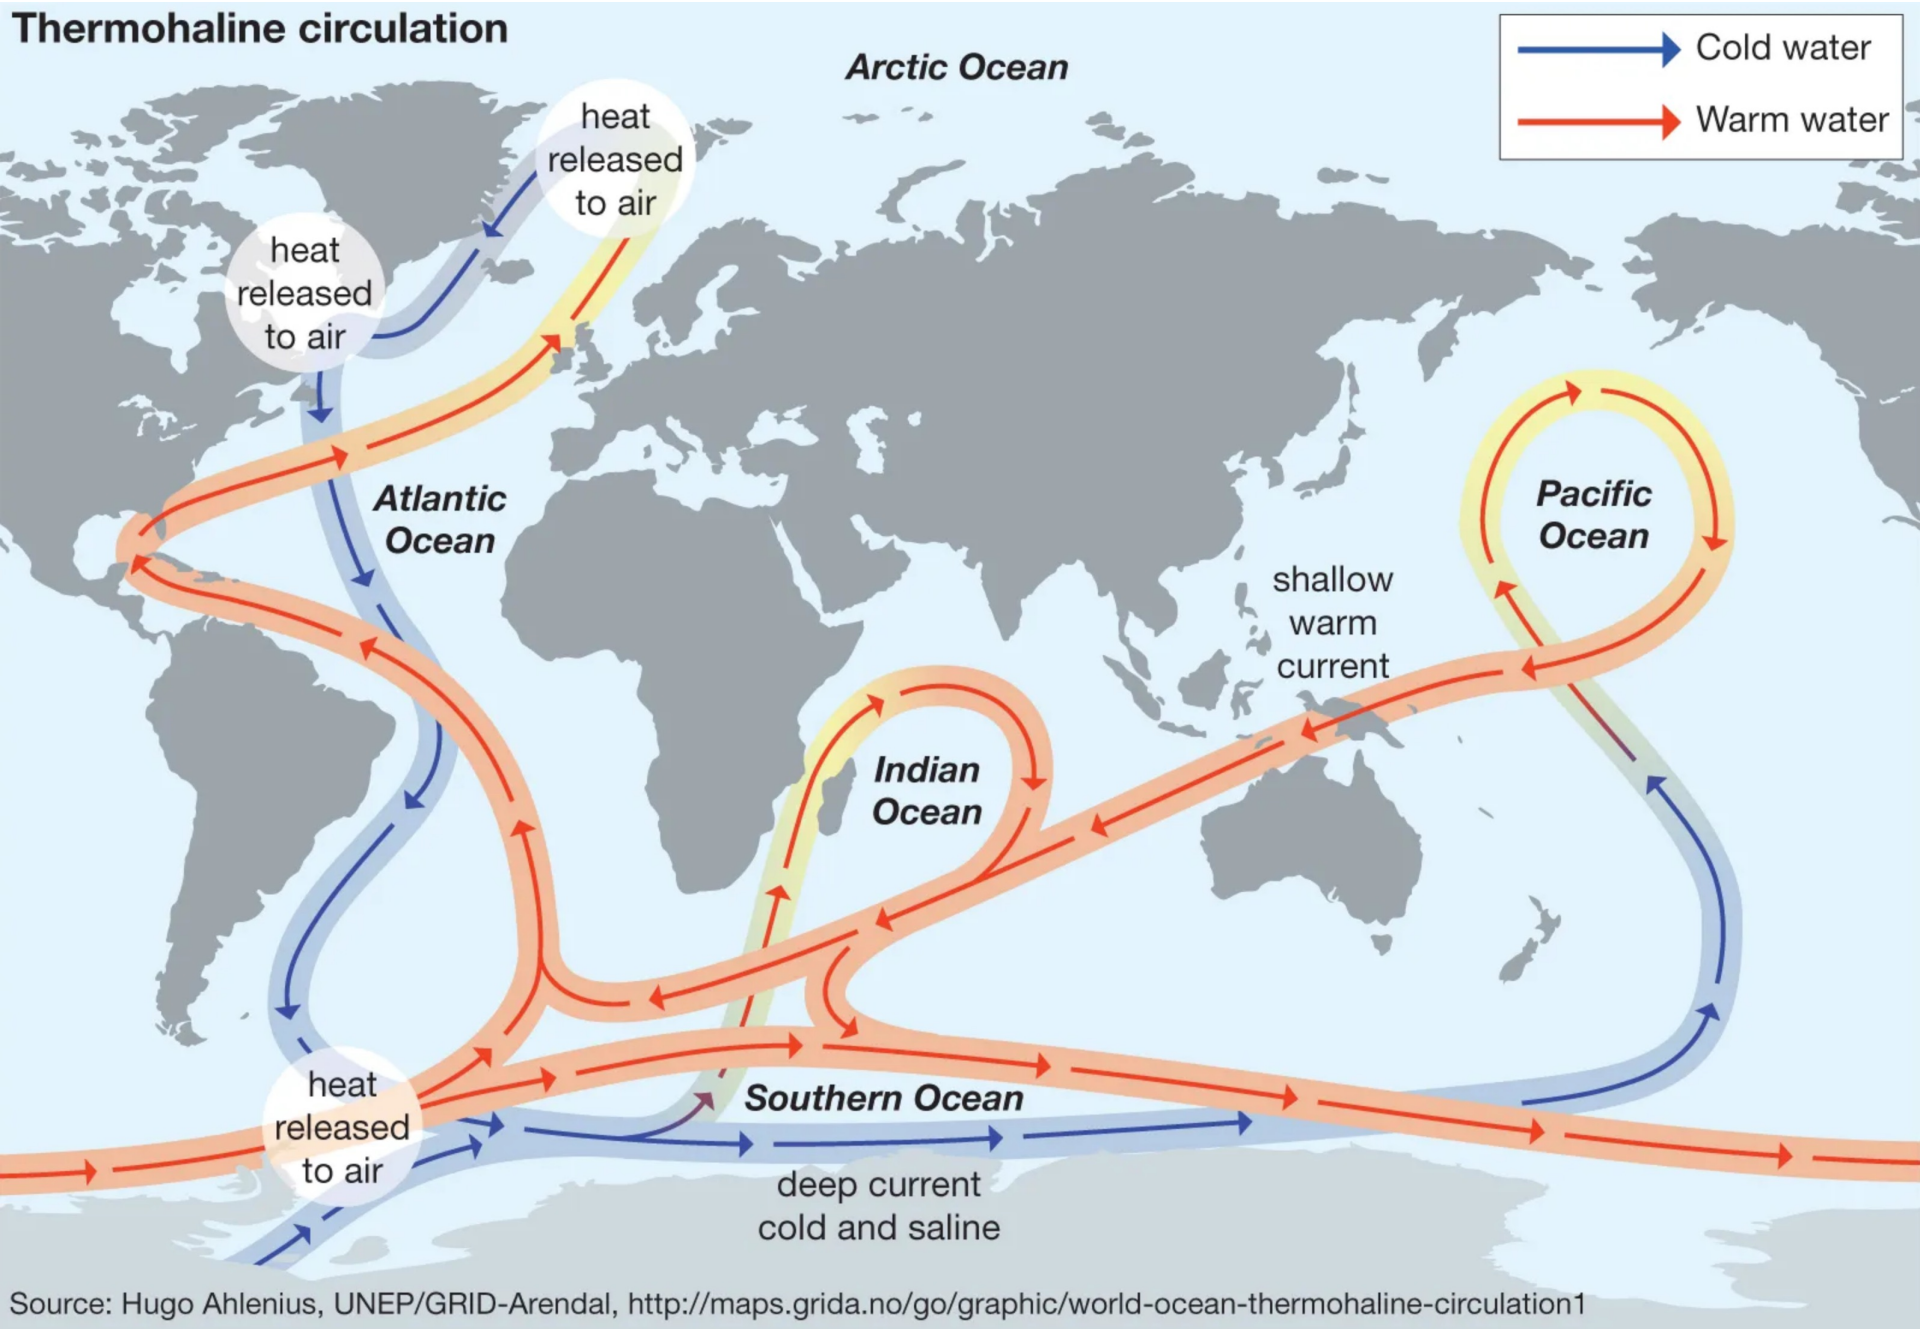 Thermohaline circulation
Arctic Ocean
Cold water
Warm water
heat
released
to air
heat
released
to air
Atlantic
Ocean
Pacific
Ocean
shallow
warm
current
Indian
Ocean
heat
released
to air
Southern Ocean
deep current
cold and saline
Source: Hugo Ahlenius, UNEP/GRID-Arendal, http://maps.grida.no/go/graphic/world-ocean-thermohaline-circulation1